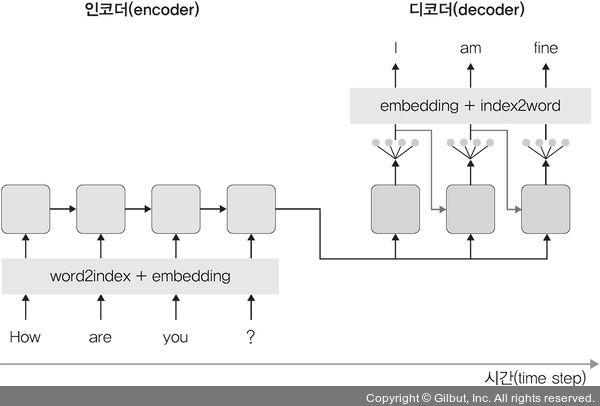 인코더(encoder)
디코더(decoder)
I am fine
embedding + index2word
word2index + embedding
How are you ?
시간(time step)
Copyright © Gilbut, Inc. All rights reserved.